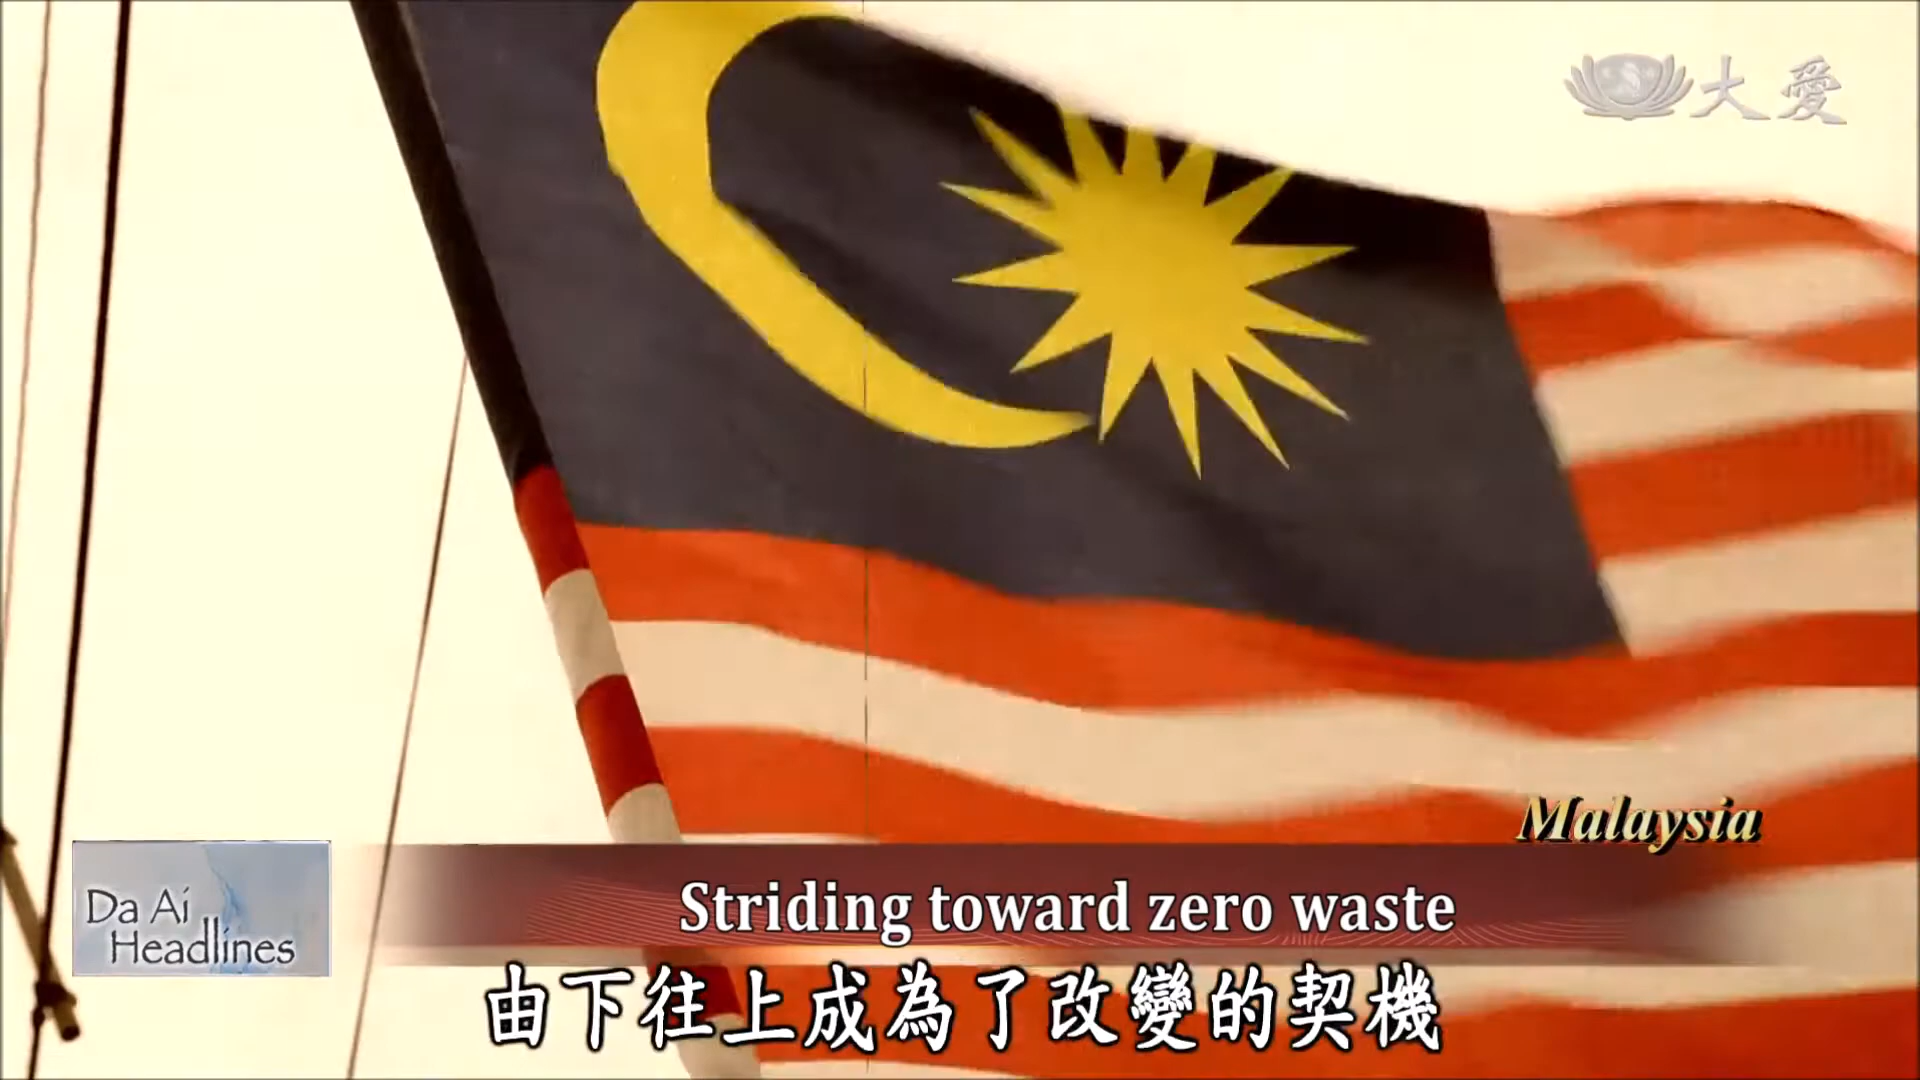 大愛
Malaysia
Da Ai
Headlines
Striding toward zero waste
由下往上成為了改變的契機